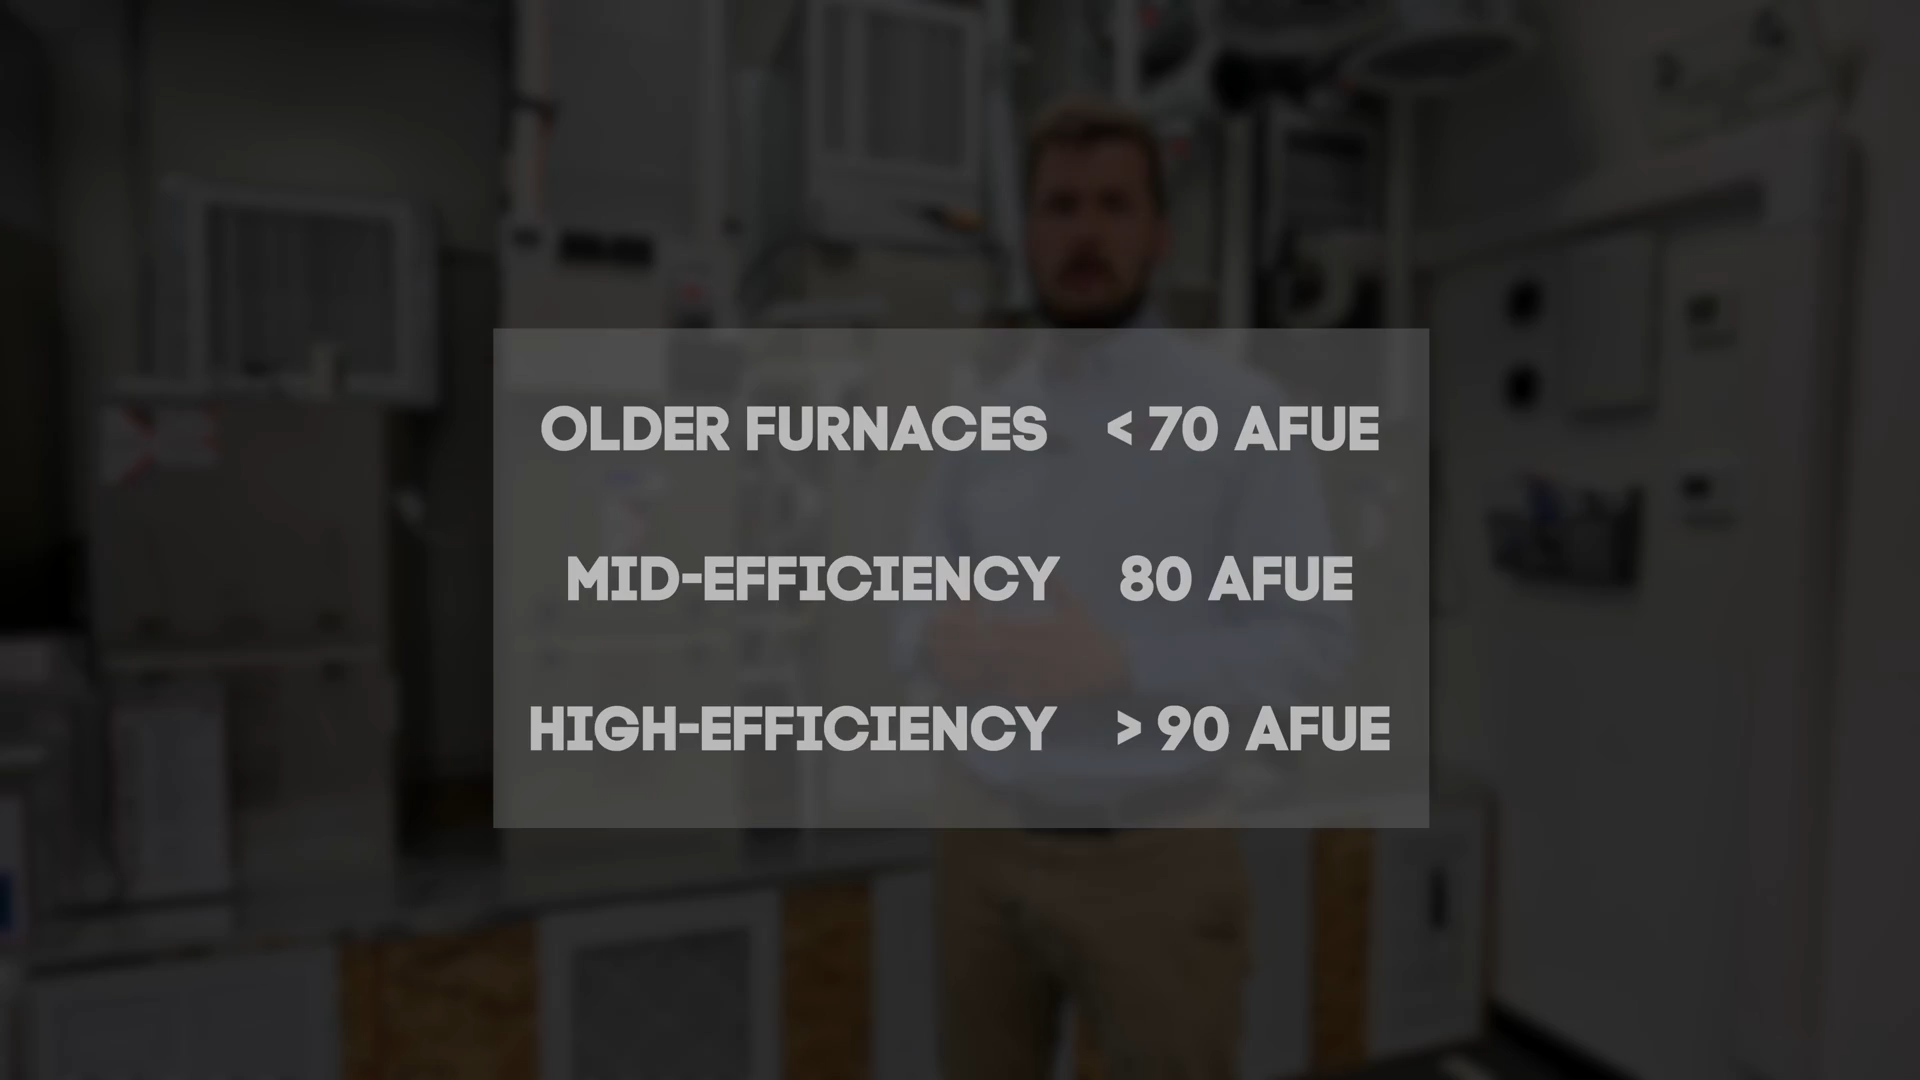 OLDER FURNACES < 70 AFUE
MID-EFFICIENCY 80 AFUE
HIGH-EFFICIENCY > 90 AFUE